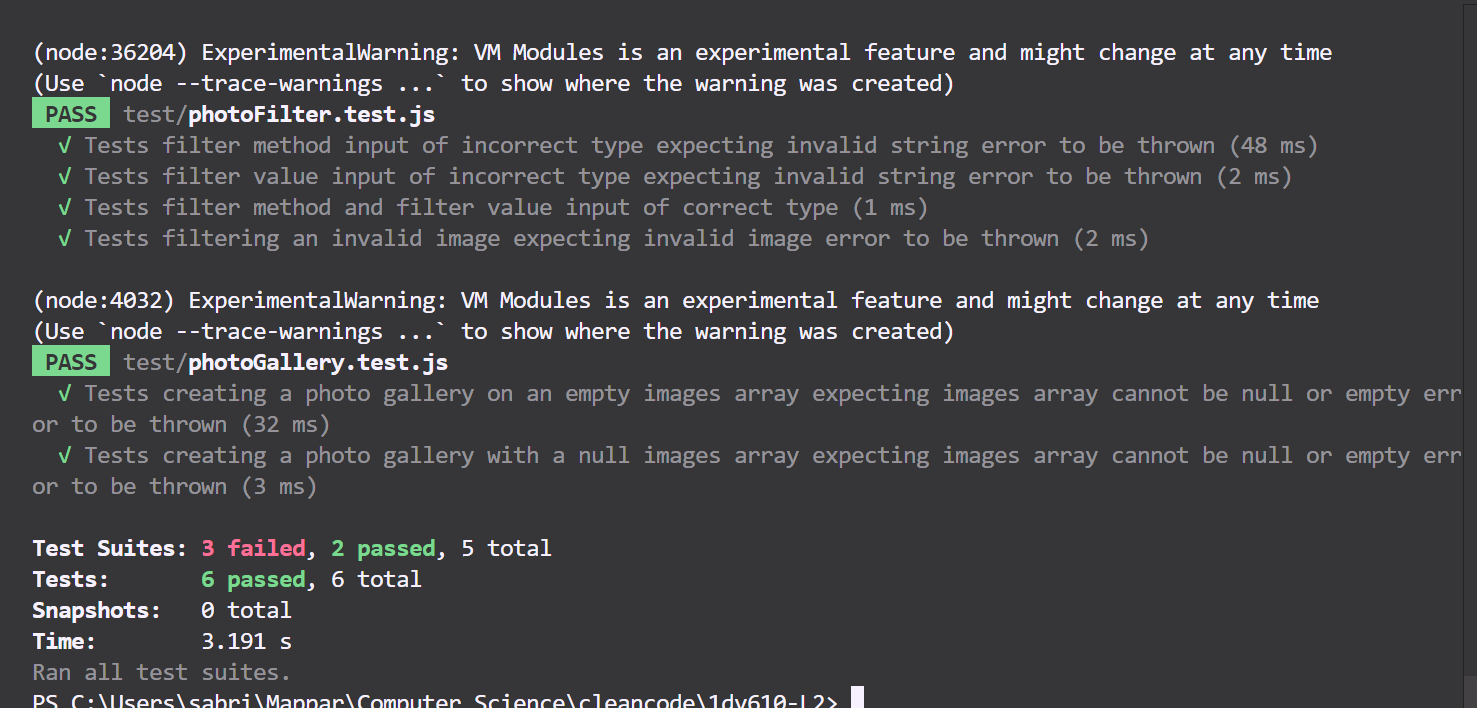 (node:36204) ExperimentalWarning: VM Modules is an experimental feature and might change at any time
(Use `node --trace-warnings ...` to show where the warning was created)
PASS test/photoFilter.test.js
√ Tests filter method input of incorrect type expecting invalid string error to be thrown (48 ms)
√ Tests filter value input of incorrect type expecting invalid string error to be thrown (2 ms)
√ Tests filter method and filter value input of correct type (1 ms)
√ Tests filtering an invalid image expecting invalid image error to be thrown (2 ms)
(node:4032) ExperimentalWarning: VM Modules is an experimental feature and might change at any time
(Use `node --trace-warnings ...` to show where the warning was created)
PASS test/photoGallery.test.js
√ Tests creating a photo gallery on an empty images array expecting images array cannot be null or empty err
or to be thrown (32 ms)
√ Tests creating a photo gallery with a null images array expecting images array cannot be null or empty err
or to be thrown (3 ms)
Test Suites: 3 failed, 2 passed, 5 total
Tests: 6 passed, 6 total
Snapshots: 0 total
Time: 3.191 s
Ran all test suites.
PS C:\Users\sabri\Mappar\Computer Science\cleancode\1dv610-L2>